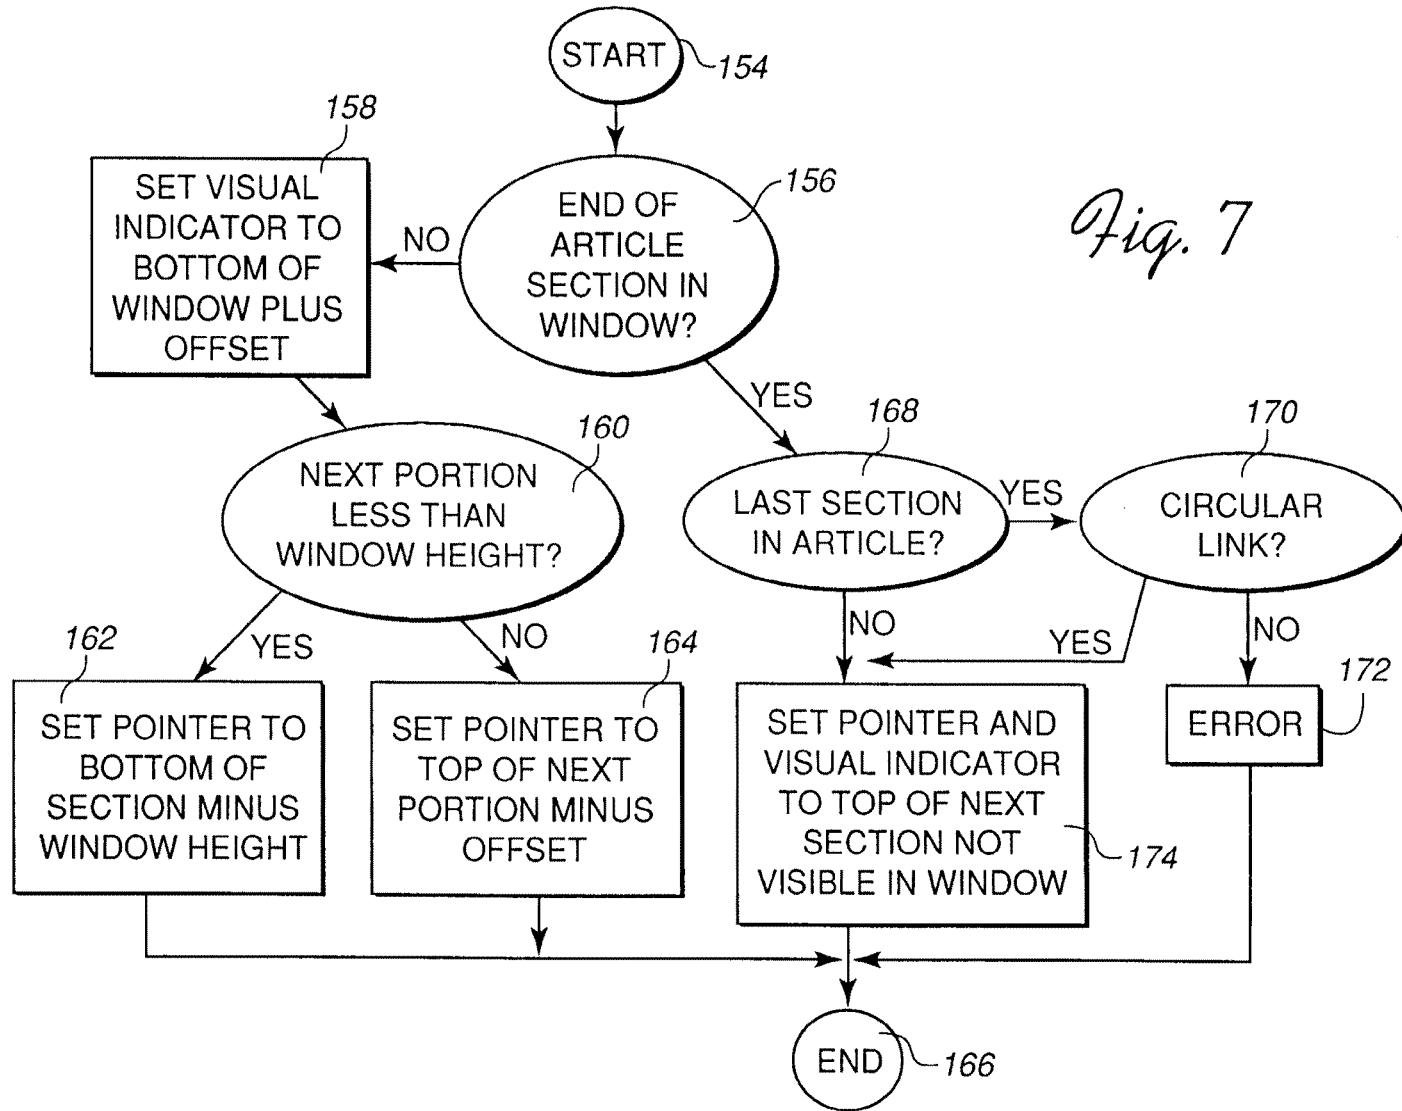 START
154
158
SET VISUAL
INDICATOR TO
BOTTOM OF
WINDOW PLUS
OFFSET
NO
END OF
ARTICLE
SECTION IN
WINDOW?
156
Fig. 7
YES
160
NEXT PORTION
LESS THAN
WINDOW HEIGHT?
168
LAST SECTION
IN ARTICLE?
YES
170
CIRCULAR
LINK?
YES
NO
NO
YES
NO
162
SET POINTER TO
BOTTOM OF
SECTION MINUS
WINDOW HEIGHT
164
SET POINTER TO
TOP OF NEXT
PORTION MINUS
OFFSET
SET POINTER AND
VISUAL INDICATOR
TO TOP OF NEXT
SECTION NOT
VISIBLE IN WINDOW
174
ERROR
172
END
166